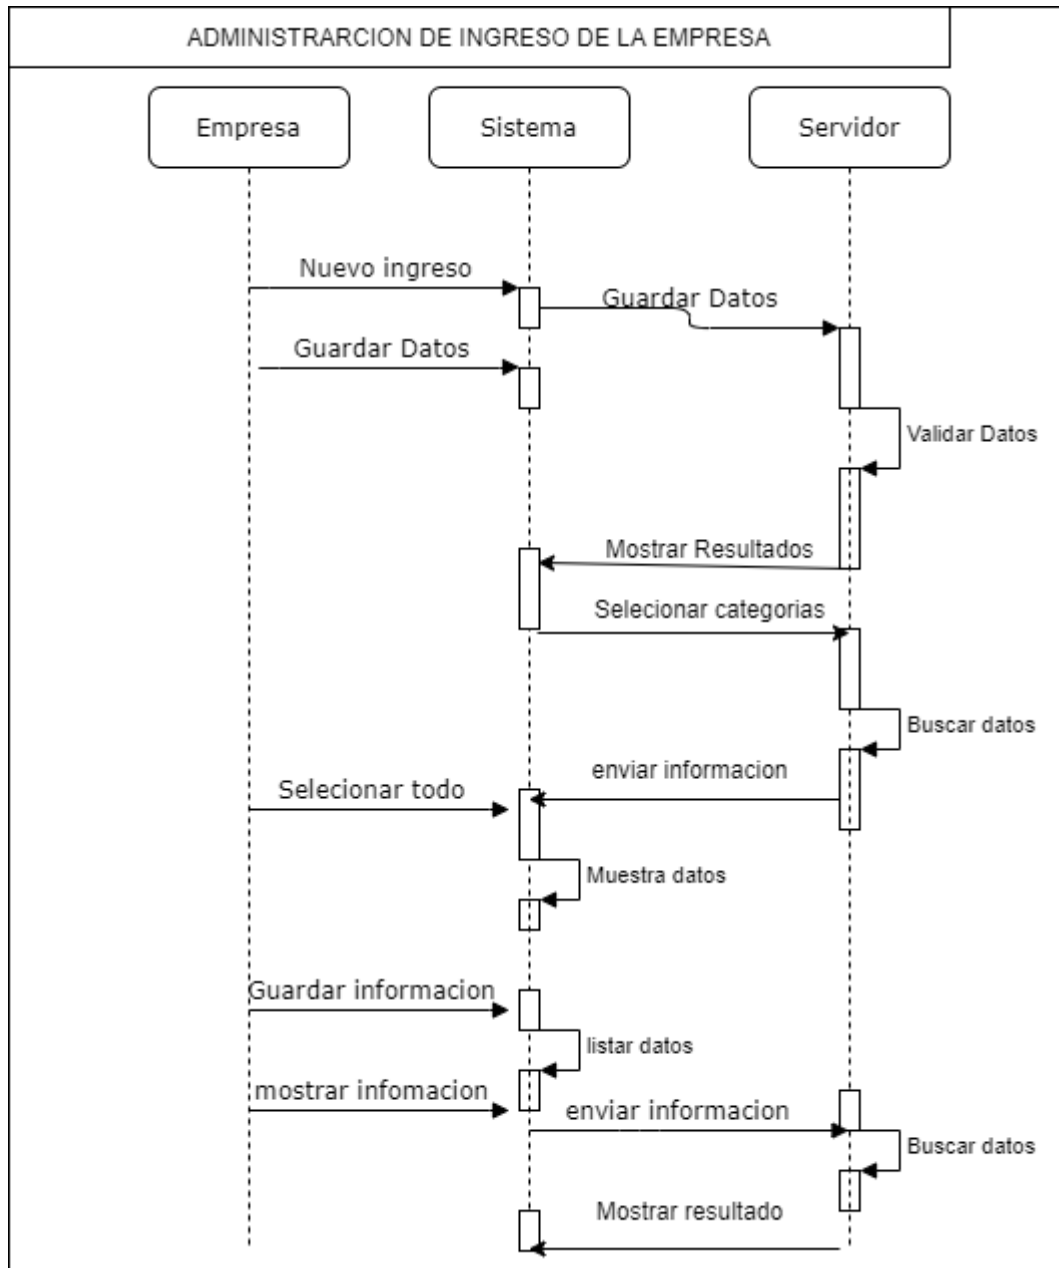 ADMINISTRARCION DE INGRESO DE LA EMPRESA
Empresa
Sistema
Servidor
Nuevo ingreso
Guardar Datos
Guardar Datos
Validar Datos
Mostrar Resultados
Selecionar categorias
Buscar datos
enviar informacion
Selecionar todo
Muestra datos
Guardar informacion
listar datos
mostrar infomacion
enviar informacion
Buscar datos
Mostrar resultado